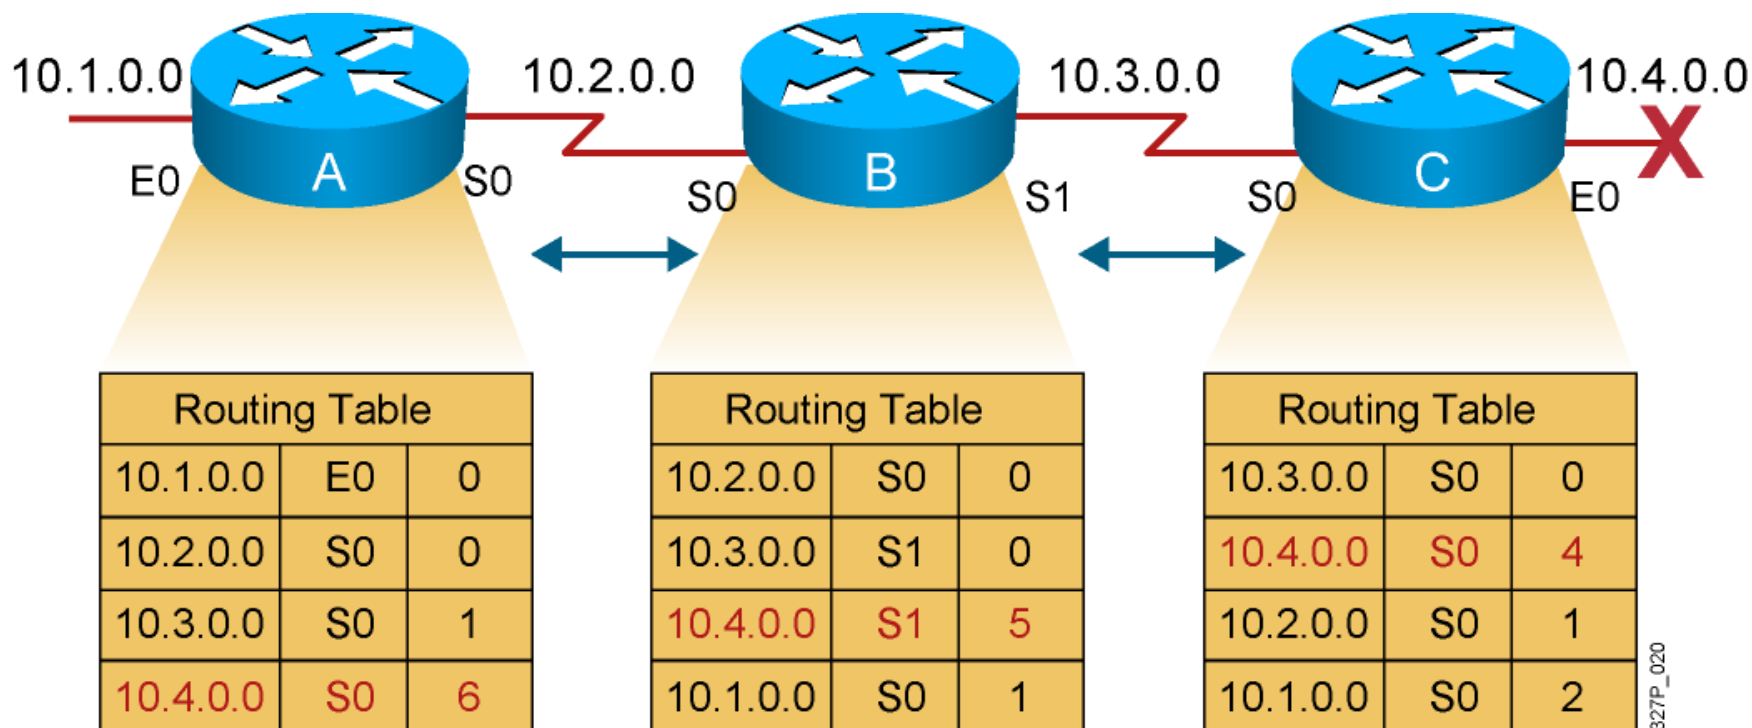 10.1.0.0 10.2.0.0 10.3.0.0 10.4.0.0
A B C X
E0 S0 S0 S1 S0 E0
Routing Table
10.1.0.0 E0 0
10.2.0.0 S0 0
10.3.0.0 S0 1
10.4.0.0 S0 6
Routing Table
10.2.0.0 S0 0
10.3.0.0 S1 0
10.4.0.0 S1 5
10.1.0.0 S0 1
Routing Table
10.3.0.0 S0 0
10.4.0.0 S0 4
10.2.0.0 S0 1
10.1.0.0 S0 2
327P_020